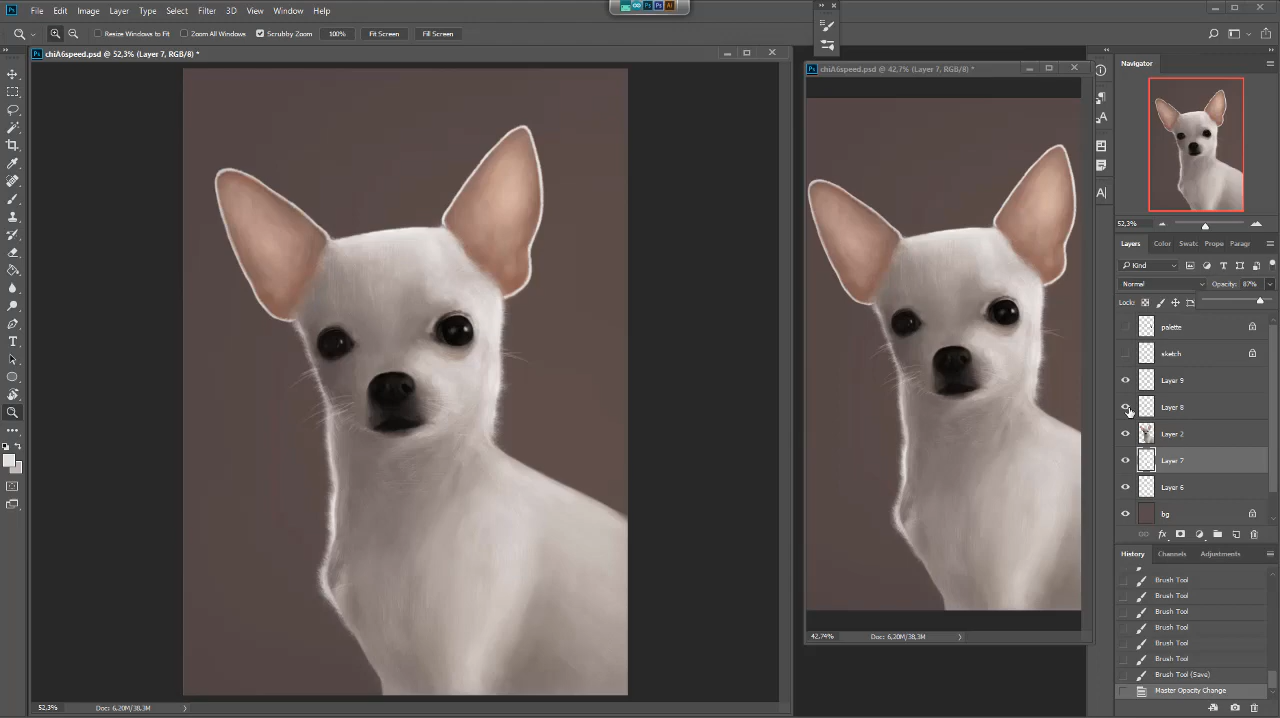 Ps File Edit Image Layer Type Select Filter 3D View Window Help
Resize Windows to Fit Zoom All Windows Scrubby Zoom 100% Fit Screen Fill Screen
chiA6speed.psd @ 52,3% (Layer 7, RGB/8) *
chiA6speed.psd @ 42,7% (Layer 7, RGB/8) *
Navigator
52,3%
Layers Color Swatc Prope Paragr
Kind
Normal Opacity: 87%
Lock:
palette
sketch
Layer 9
Layer 8
Layer 2
Layer 7
Layer 6
bg
History Channels Adjustments
Brush Tool
Brush Tool
Brush Tool
Brush Tool
Brush Tool
Brush Tool
Brush Tool (Save)
Master Opacity Change
42.74% Doc: 6,20M/38,3M
52,3% Doc: 6,20M/38,3M